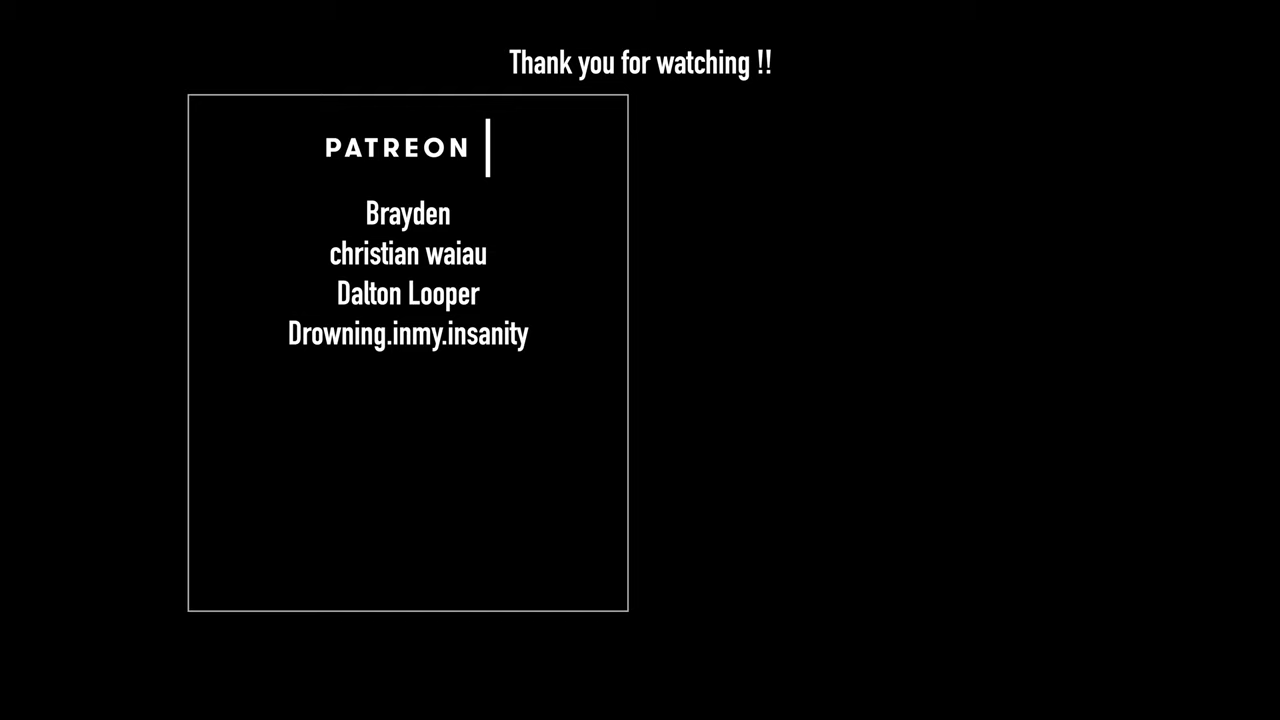 Thank you for watching !!
PATREON
Brayden
christian waiau
Dalton Looper
Drowning.inmy.insanity